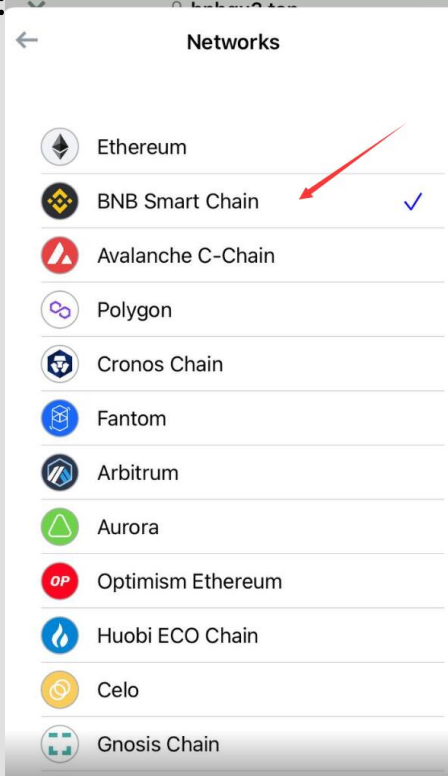 Networks
Ethereum
BNB Smart Chain
Avalanche C-Chain
Polygon
Cronos Chain
Fantom
Arbitrum
Aurora
OP Optimism Ethereum
Huobi ECO Chain
Celo
Gnosis Chain